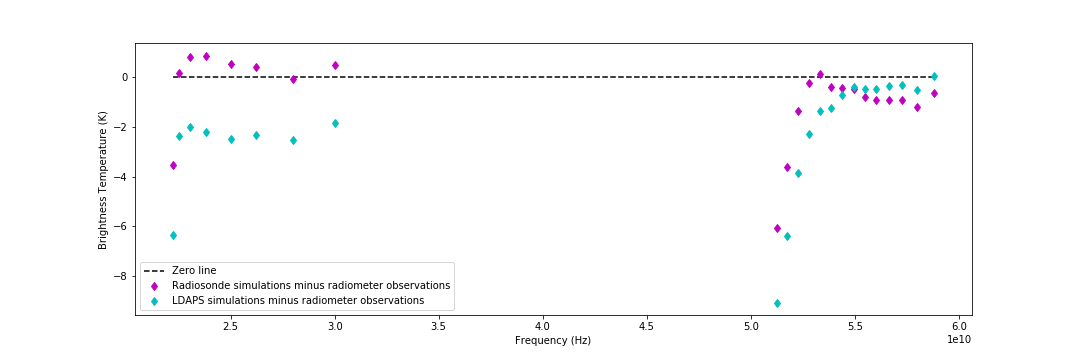 0
−2
−4
−6
−8
Brightness Temperature (K)
Zero line
Radiosonde simulations minus radiometer observations
LDAPS simulations minus radiometer observations
2.5 3.0 3.5 4.0 4.5 5.0 5.5 6.0
1e10
Frequency (Hz)